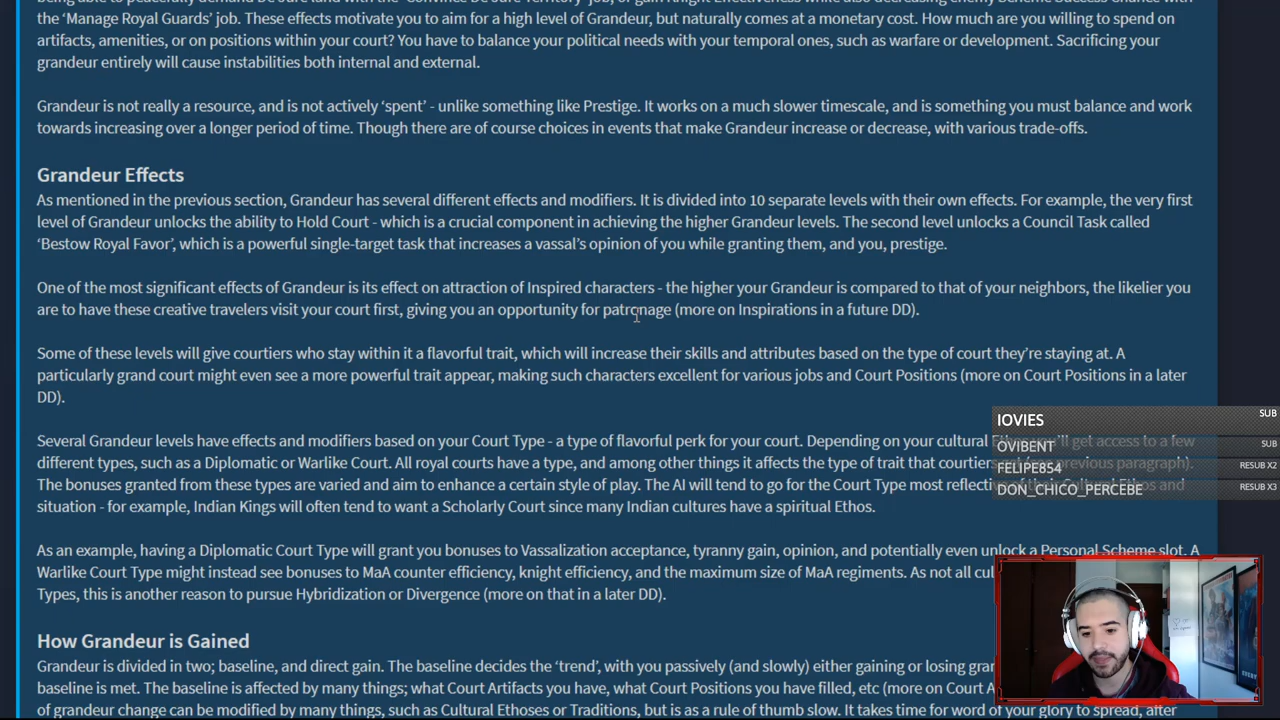 the 'Manage Royal Guards' job. These effects motivate you to aim for a high level of Grandeur, but naturally comes at a monetary cost. How much are you willing to spend on
artifacts, amenities, or on positions within your court? You have to balance your political needs with your temporal ones, such as warfare or development. Sacrificing your
grandeur entirely will cause instabilities both internal and external.
Grandeur is not really a resource, and is not actively 'spent' - unlike something like Prestige. It works on a much slower timescale, and is something you must balance and work
towards increasing over a longer period of time. Though there are of course choices in events that make Grandeur increase or decrease, with various trade-offs.
Grandeur Effects
As mentioned in the previous section, Grandeur has several different effects and modifiers. It is divided into 10 separate levels with their own effects. For example, the very first
level of Grandeur unlocks the ability to Hold Court - which is a crucial component in achieving the higher Grandeur levels. The second level unlocks a Council Task called
'Bestow Royal Favor', which is a powerful single-target task that increases a vassal's opinion of you while granting them, and you, prestige.
One of the most significant effects of Grandeur is its effect on attraction of Inspired characters - the higher your Grandeur is compared to that of your neighbors, the likelier you
are to have these creative travelers visit your court first, giving you an opportunity for patronage (more on Inspirations in a future DD).
Some of these levels will give courtiers who stay within it a flavorful trait, which will increase their skills and attributes based on the type of court they're staying at. A
particularly grand court might even see a more powerful trait appear, making such characters excellent for various jobs and Court Positions (more on Court Positions in a later
DD).
IOVIES SUB
Several Grandeur levels have effects and modifiers based on your Court Type - a type of flavorful perk for your court. Depending on your cultural you'll get access to a few
OVIBENT SUB
different types, such as a Diplomatic or Warlike Court. All royal courts have a type, and among other things it affects the type of trait that courtiers previous paragraph).
FELIPE854 RESUB X2
The bonuses granted from these types are varied and aim to enhance a certain style of play. The AI will tend to go for the Court Type most reflective and
DON_CHICO_PERCEBE RESUB X3
situation - for example, Indian Kings will often tend to want a Scholarly Court since many Indian cultures have a spiritual Ethos.
As an example, having a Diplomatic Court Type will grant you bonuses to Vassalization acceptance, tyranny gain, opinion, and potentially even unlock a Personal Scheme slot. A
Warlike Court Type might instead see bonuses to MaA counter efficiency, knight efficiency, and the maximum size of MaA regiments. As not all
Types, this is another reason to pursue Hybridization or Divergence (more on that in a later DD).
How Grandeur is Gained
Grandeur is divided in two; baseline, and direct gain. The baseline decides the 'trend', with you passively (and slowly) either gaining or losing
baseline is met. The baseline is affected by many things; what Court Artifacts you have, what Court Positions you have filled, etc (more on Court
of grandeur change can be modified by many things, such as Cultural Ethoses or Traditions, but is as a rule of thumb slow. It takes time for word of your glory to spread, after